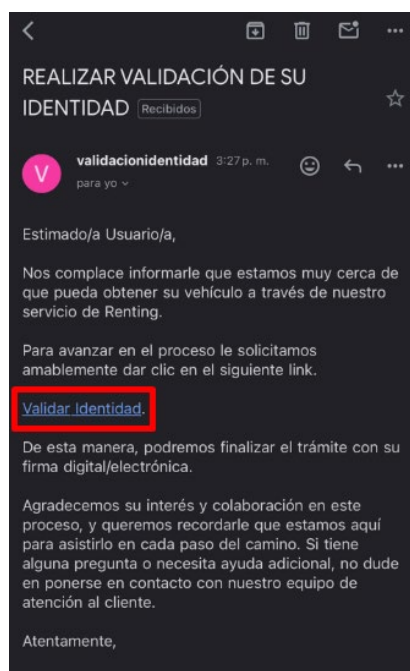 REALIZAR VALIDACIÓN DE SU
IDENTIDAD Recibidos
V
validacionidentidad 3:27 p. m.
para yo
Estimado/a Usuario/a,
Nos complace informarle que estamos muy cerca de
que pueda obtener su vehículo a través de nuestro
servicio de Renting.
Para avanzar en el proceso le solicitamos
amablemente dar clic en el siguiente link.
Validar Identidad.
De esta manera, podremos finalizar el trámite con su
firma digital/electrónica.
Agradecemos su interés y colaboración en este
proceso, y queremos recordarle que estamos aquí
para asistirlo en cada paso del camino. Si tiene
alguna pregunta o necesita ayuda adicional, no dude
en ponerse en contacto con nuestro equipo de
atención al cliente.
Atentamente,